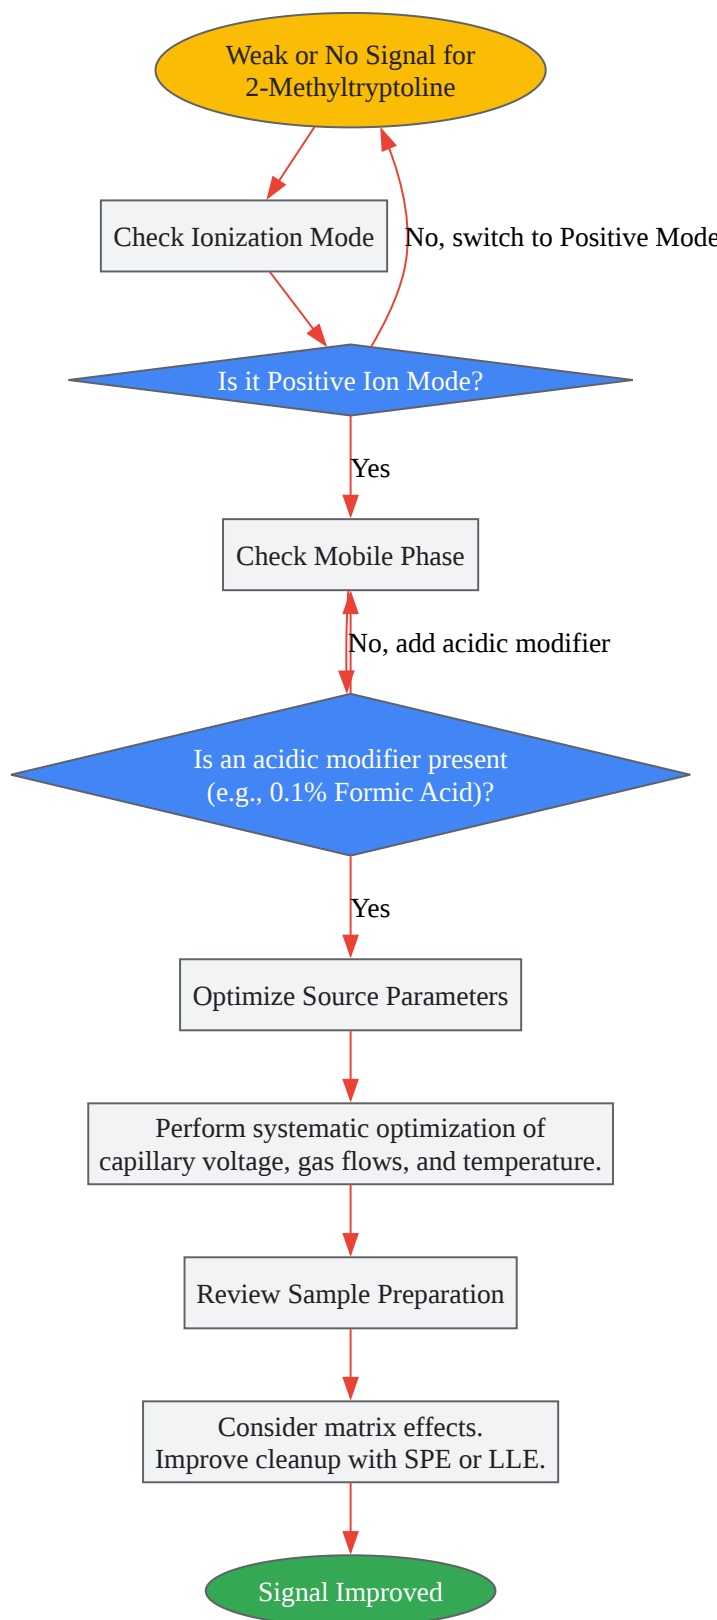 Weak or No Signal for
2-Methyltryptoline
Check Ionization Mode
No, switch to Positive Mode
Is it Positive Ion Mode?
Yes
Check Mobile Phase
No, add acidic modifier
Is an acidic modifier present
(e.g., 0.1% Formic Acid)?
Yes
Optimize Source Parameters
Perform systematic optimization of
capillary voltage, gas flows, and temperature.
Review Sample Preparation
Consider matrix effects.
Improve cleanup with SPE or LLE.
Signal Improved